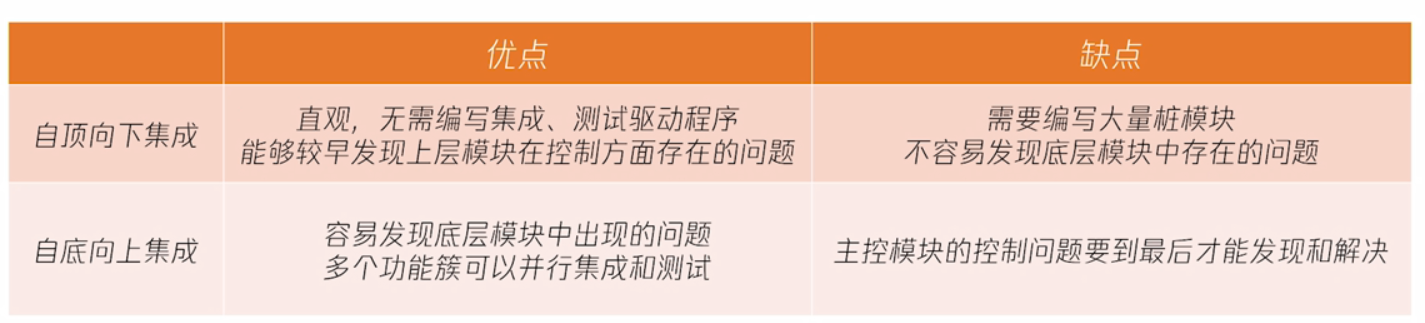 优点
缺点
自顶向下集成
直观，无需编写集成、测试驱动程序
能够较早发现上层模块在控制方面存在的问题
需要编写大量桩模块
不容易发现底层模块中存在的问题
自底向上集成
容易发现底层模块中出现的问题
多个功能簇可以并行集成和测试
主控模块的控制问题要到最后才能发现和解决